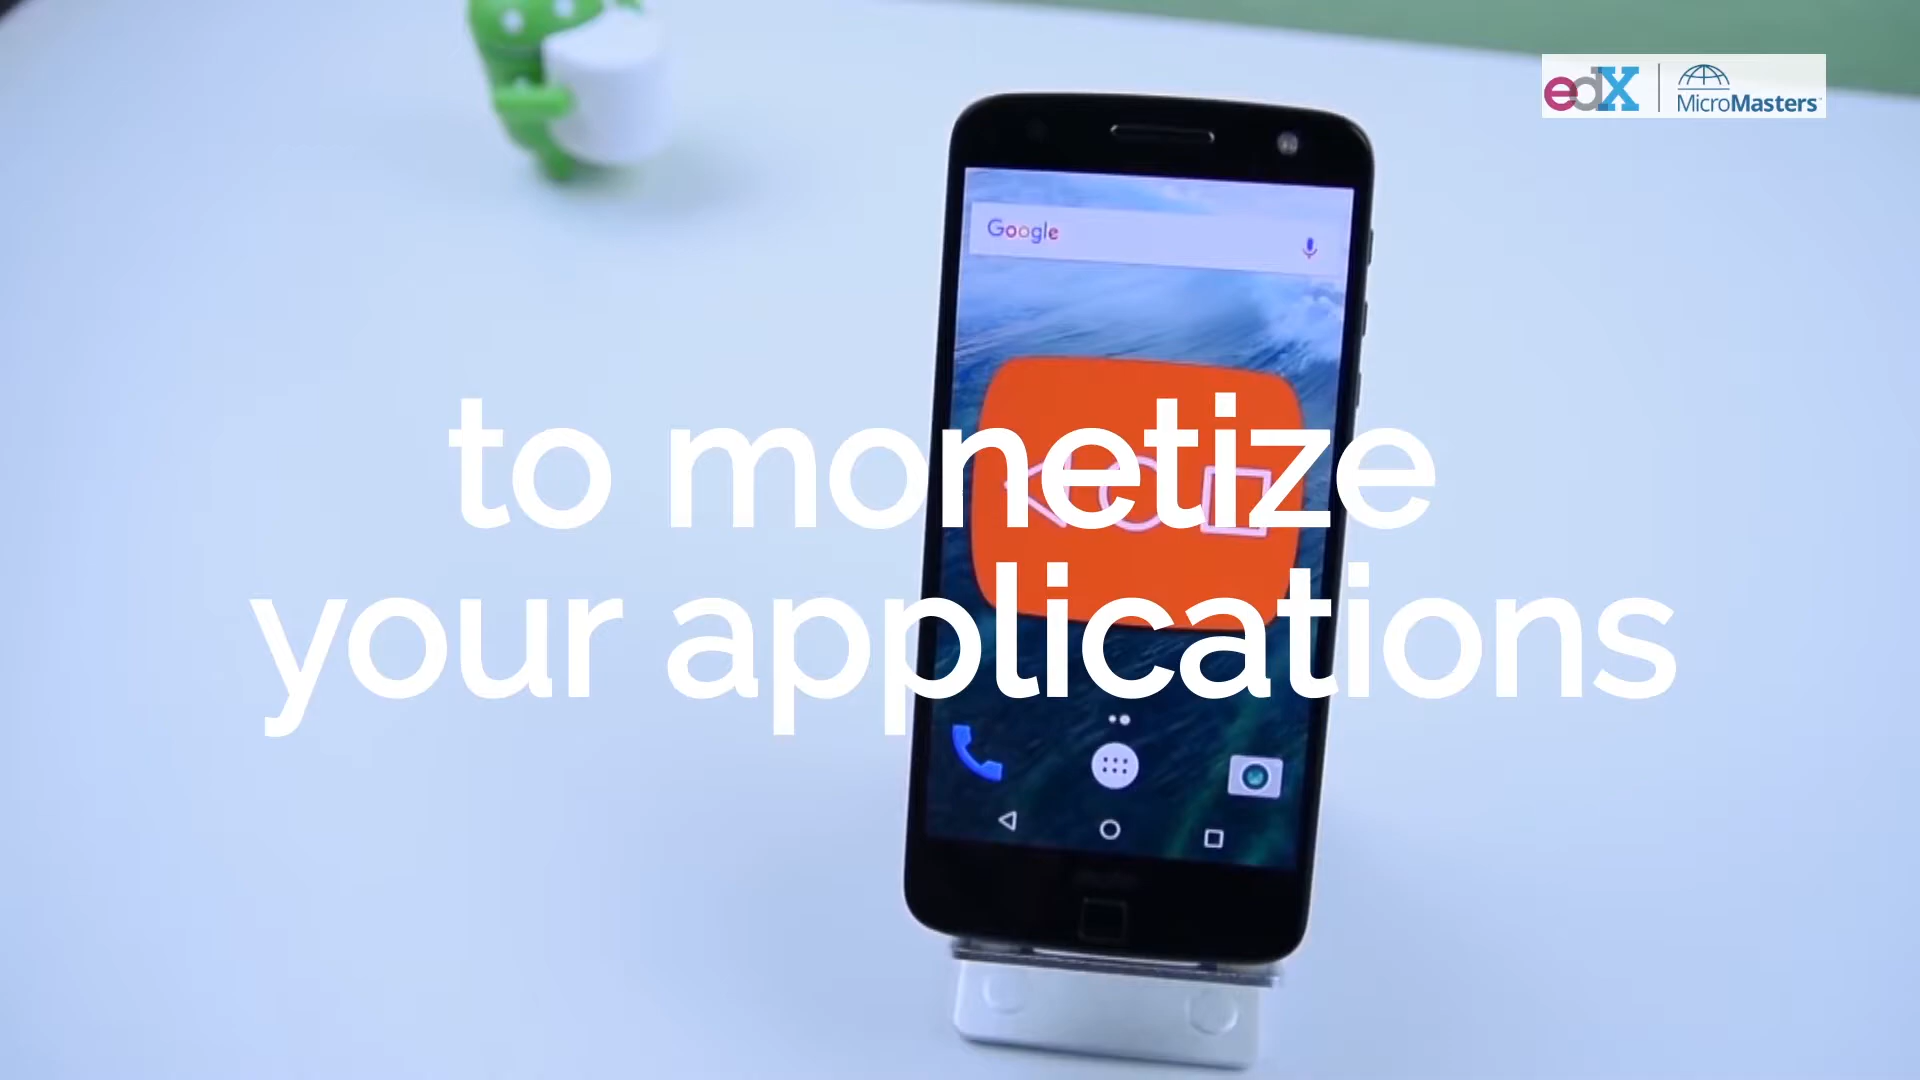 edX MicroMasters
Google
to monetize
your applications